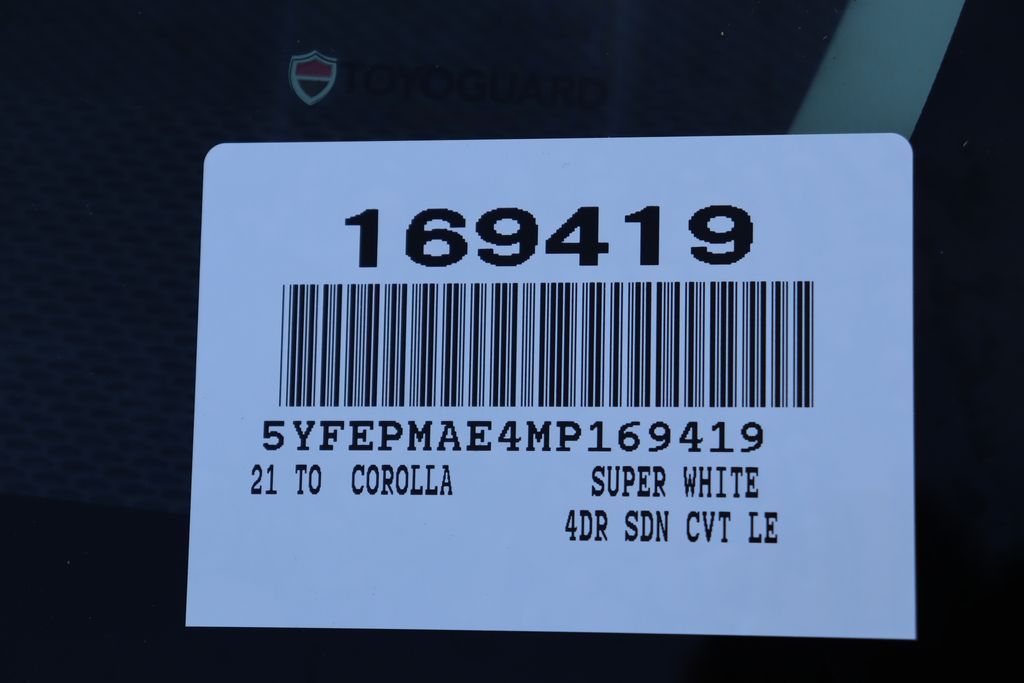 TOYOGUARD
169419
5YFEPMAE4MP169419
21 TO COROLLA SUPER WHITE
4DR SDN CVT LE